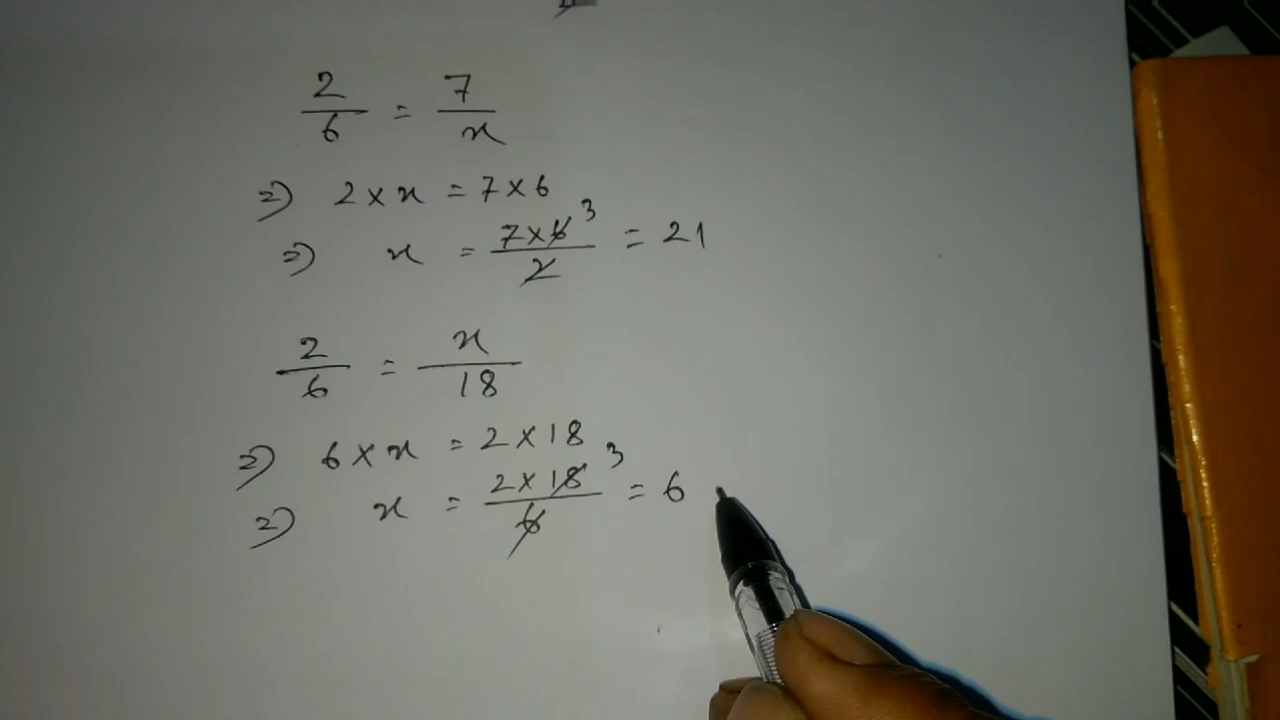 2/6 = 7/x
⇒) 2 × x = 7 × 6
⇒) x = 7 × 6 3/2 = 21
2/6 = x/18
⇒) 6 × x = 2 × 18
⇒) x = 2 × 18 3/6 = 6